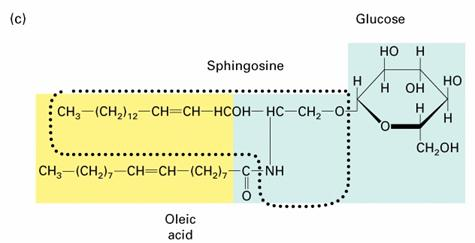 (c)
Glucose
Sphingosine
HO H
H H OH HO
CH₃—(CH₂)₁₂—CH=CH—HCOH—HC—CH₂—O
H
O H
CH₂OH
CH₃—(CH₂)₇—CH=CH—(CH₂)₇—C—NH
O
Oleic
acid